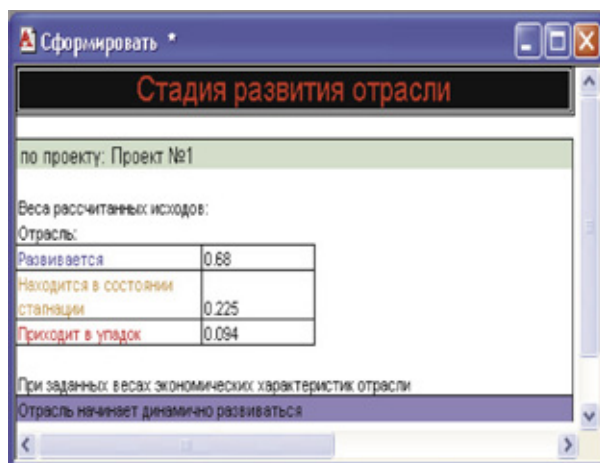 Сформировать *
Стадия развития отрасли
по проекту: Проект №1
Веса рассчитанных исходов:
Отрасль:
Развивается 0.68
Находится в состоянии
стагнации 0.225
Приходит в упадок 0.094
При заданных весах экономических характеристик отрасли
Отрасль начинает динамично развиваться